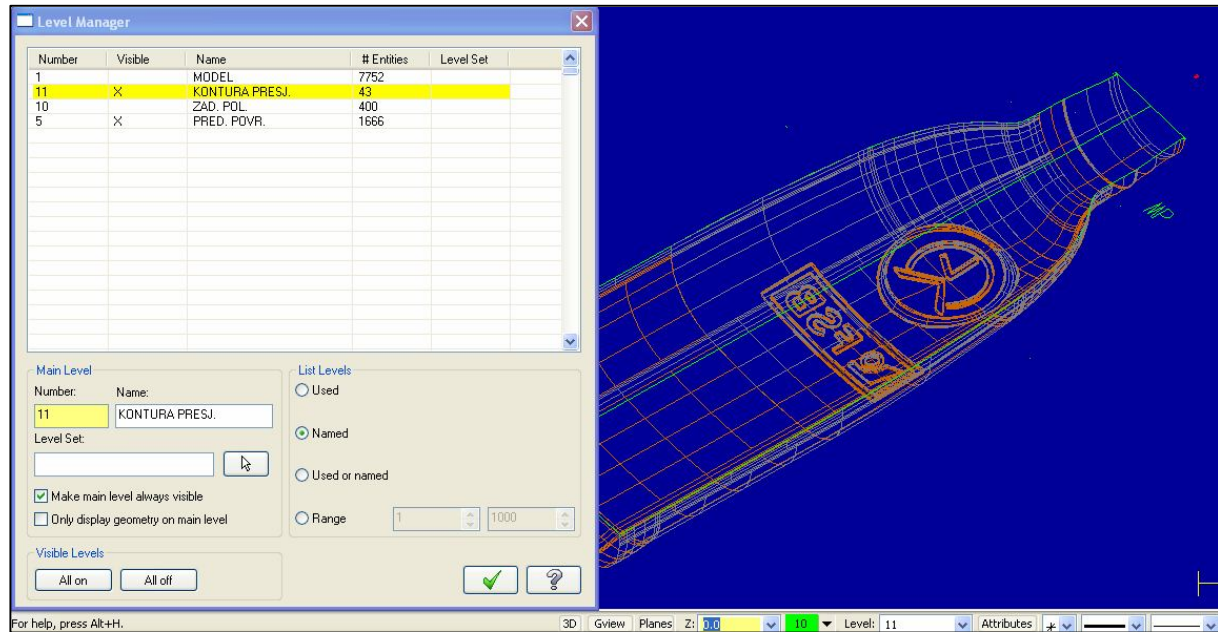 Level Manager
Number Visible Name # Entities Level Set
1 MODEL 7752
11 X KONTURA PRESJ. 43
10 ZAD. POL. 400
5 X PRED. POVR. 1666
Main Level
Number: Name:
11 KONTURA PRESJ.
Level Set:
Make main level always visible
Only display geometry on main level
List Levels
Used
Named
Used or named
Range 1 1000
Visible Levels
All on All off
For help, press Alt+H.
3D Gview Planes Z: 0.0 10 Level: 11 Attributes